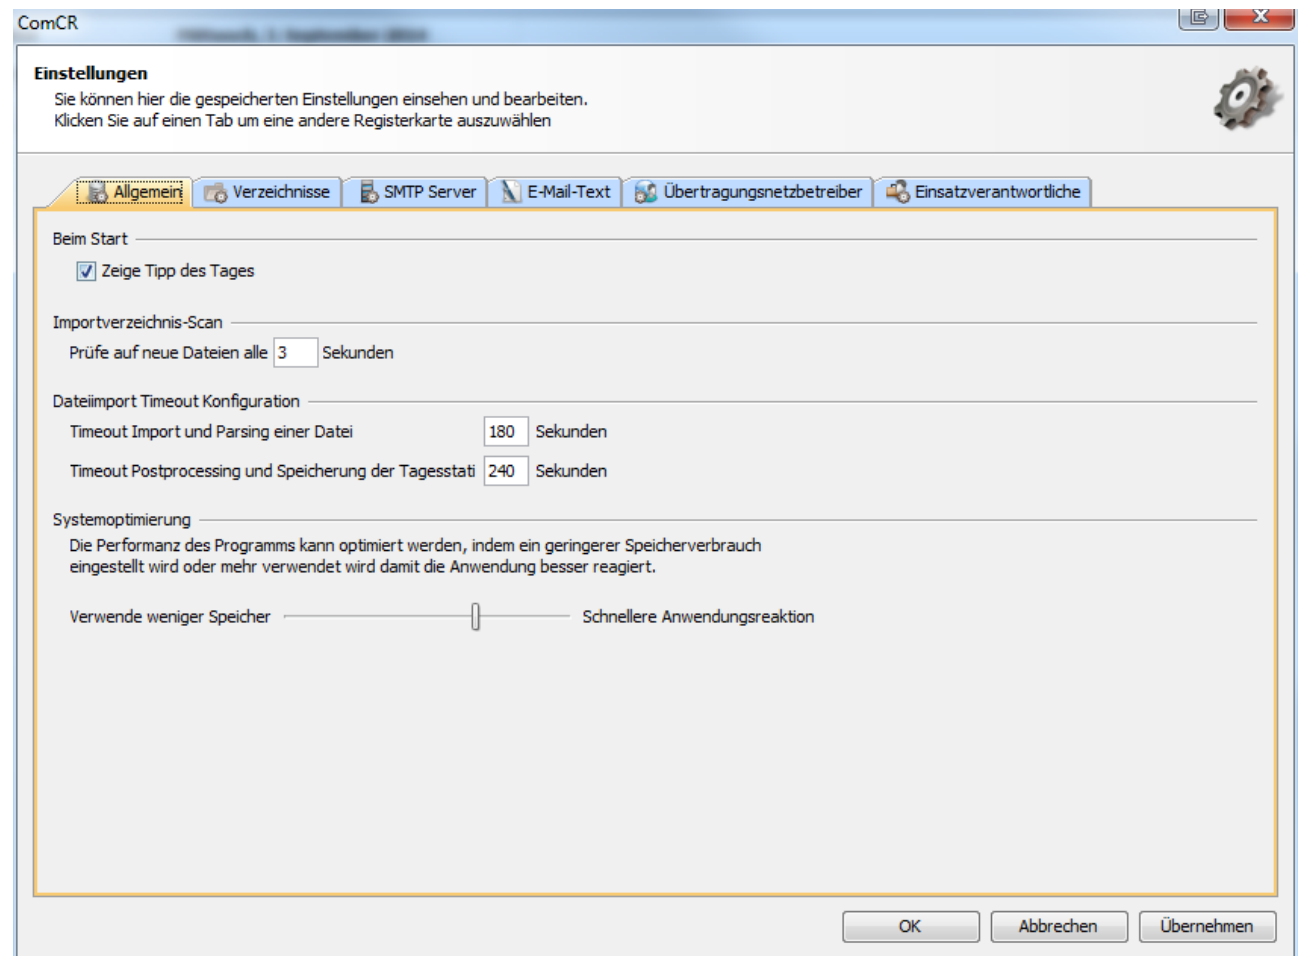 ComCR
Einstellungen
Sie können hier die gespeicherten Einstellungen einsehen und bearbeiten.
Klicken Sie auf einen Tab um eine andere Registerkarte auszuwählen
Allgemein Verzeichnisse SMTP Server E-Mail-Text Übertragungsnetzbetreiber Einsatzverantwortliche
Beim Start
Zeige Tipp des Tages
Importverzeichnis-Scan
Prüfe auf neue Dateien alle 3 Sekunden
Dateiimport Timeout Konfiguration
Timeout Import und Parsing einer Datei 180 Sekunden
Timeout Postprocessing und Speicherung der Tagesstati 240 Sekunden
Systemoptimierung
Die Performanz des Programms kann optimiert werden, indem ein geringerer Speicherverbrauch
eingestellt wird oder mehr verwendet wird damit die Anwendung besser reagiert.
Verwende weniger Speicher Schnellere Anwendungsreaktion
OK Abbrechen Übernehmen